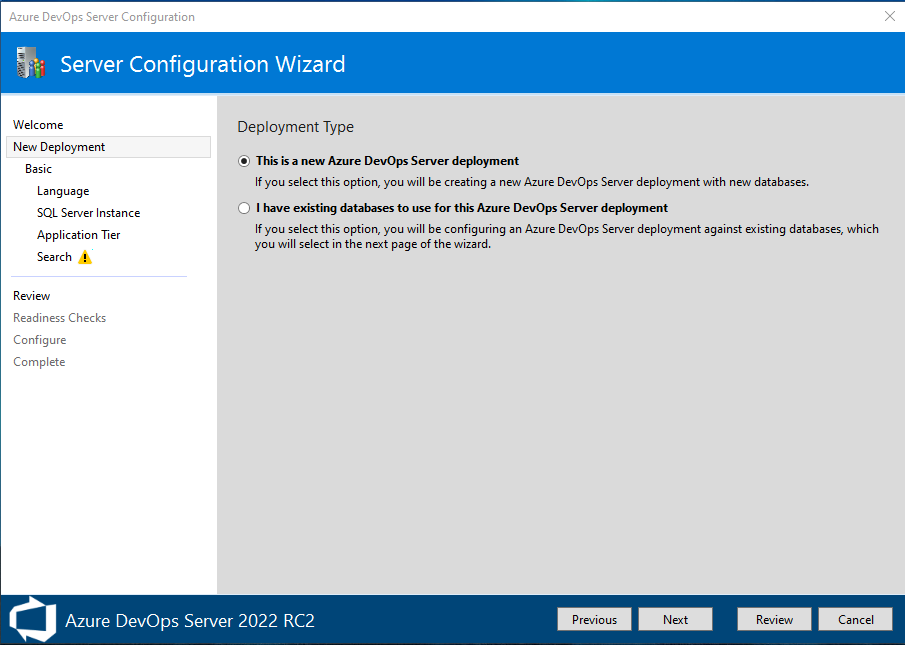 Azure DevOps Server Configuration
Server Configuration Wizard
Welcome
New Deployment
Basic
Language
SQL Server Instance
Application Tier
Search
Review
Readiness Checks
Configure
Complete
Deployment Type
This is a new Azure DevOps Server deployment
If you select this option, you will be creating a new Azure DevOps Server deployment with new databases.
I have existing databases to use for this Azure DevOps Server deployment
If you select this option, you will be configuring an Azure DevOps Server deployment against existing databases, which
you will select in the next page of the wizard.
Azure DevOps Server 2022 RC2
Previous
Next
Review
Cancel